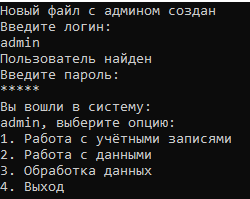 Новый файл с админом создан
Введите логин:
admin
Пользователь найден
Введите пароль:
*****
Вы вошли в систему:
admin, выберите опцию:
1. Работа с учётными записями
2. Работа с данными
3. Обработка данных
4. Выход